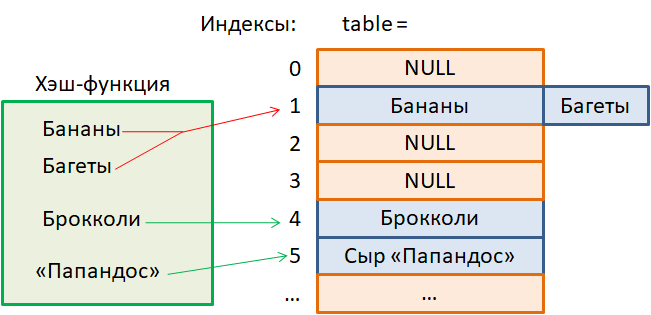 Индексы: table =
Хэш-функция
0 NULL
Бананы 1 Бананы Багеты
Багеты 2 NULL
3 NULL
Брокколи 4 Брокколи
«Папандос» 5 Сыр «Папандос»
... ...